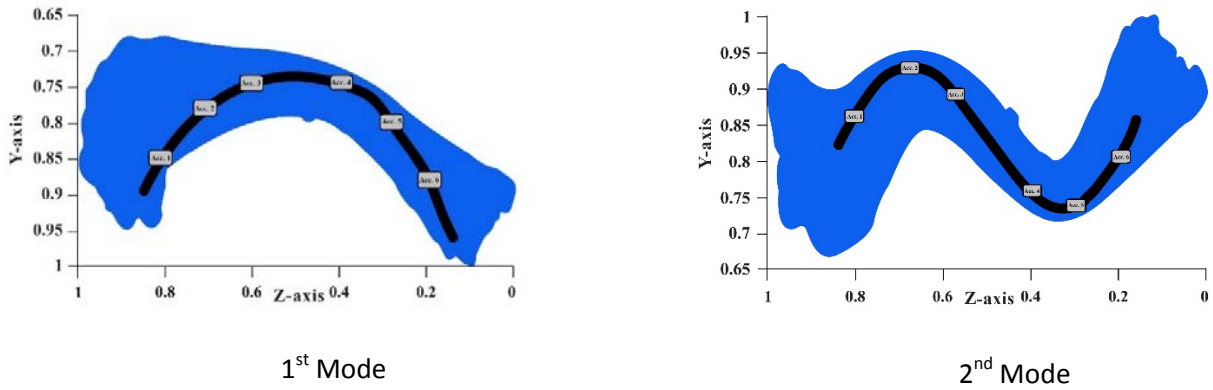 0.65
0.7
0.75
0.8
0.85
0.9
0.95
1
Y-axis
Acc. 1
Acc. 2
Acc. 3
Acc. 4
Acc. 5
Acc. 6
1 0.8 0.6 0.4 0.2 0
Z-axis
1st Mode
1
0.95
0.9
0.85
0.8
0.75
0.7
0.65
Y-axis
Acc. 1
Acc. 2
Acc. 3
Acc. 4
Acc. 5
Acc. 6
1 0.8 0.6 0.4 0.2 0
Z-axis
2nd Mode